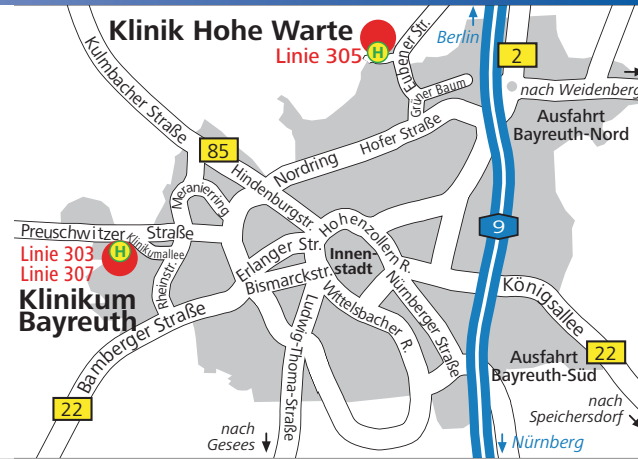 Klinik Hohe Warte
Linie 305
H
Eubener Str.
Berlin
2
nach Weidenberg
Grüner Baum
Ausfahrt
Bayreuth-Nord
Kulmbacher Straße
85
Nordring
Hofer Straße
Hindenburgstr.
Meranierring
Preuschwitzer Straße
Klinikumallee
H
Linie 303
Linie 307
Klinikum
Bayreuth
Rheinstr.
Erlanger Str.
Bismarckstr.
Hohenzollern R.
Innen-
stadt
9
Wittelsbacher R.
Nürnberger Straße
Königsallee
22
Ludwig-Thoma-Straße
Bamberger Straße
22
Ausfahrt
Bayreuth-Süd
nach
Speichersdorf
nach
Gesees
Nürnberg